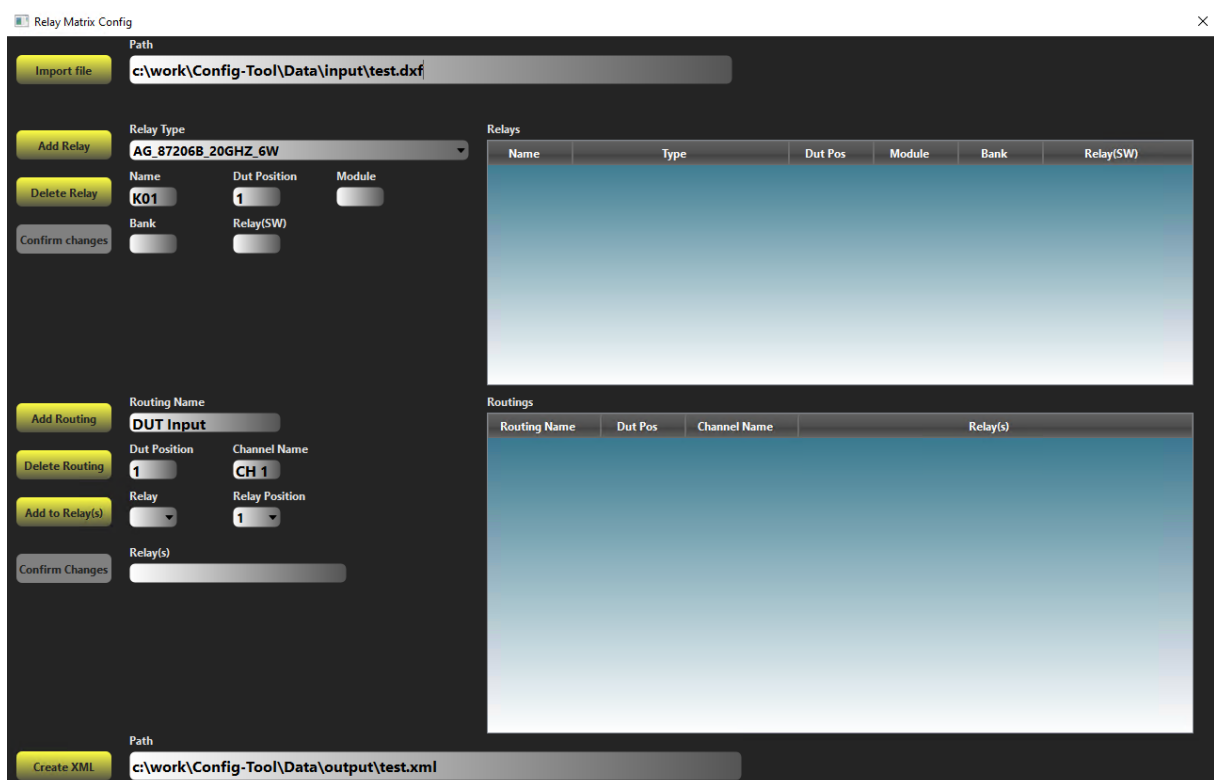 Relay Matrix Config
Path
Import file
c:\work\Config-Tool\Data\input\test.dxf
Relay Type
Add Relay
AG_87206B_20GHZ_6W
Name Dut Position Module
Delete Relay
K01 1
Bank Relay(SW)
Confirm changes
Relays
Name Type Dut Pos Module Bank Relay(SW)
Routing Name
Add Routing
DUT Input
Dut Position Channel Name
Delete Routing
1 CH 1
Relay Relay Position
Add to Relay(s)
1
Relay(s)
Confirm Changes
Routings
Routing Name Dut Pos Channel Name Relay(s)
Path
Create XML
c:\work\Config-Tool\Data\output\test.xml